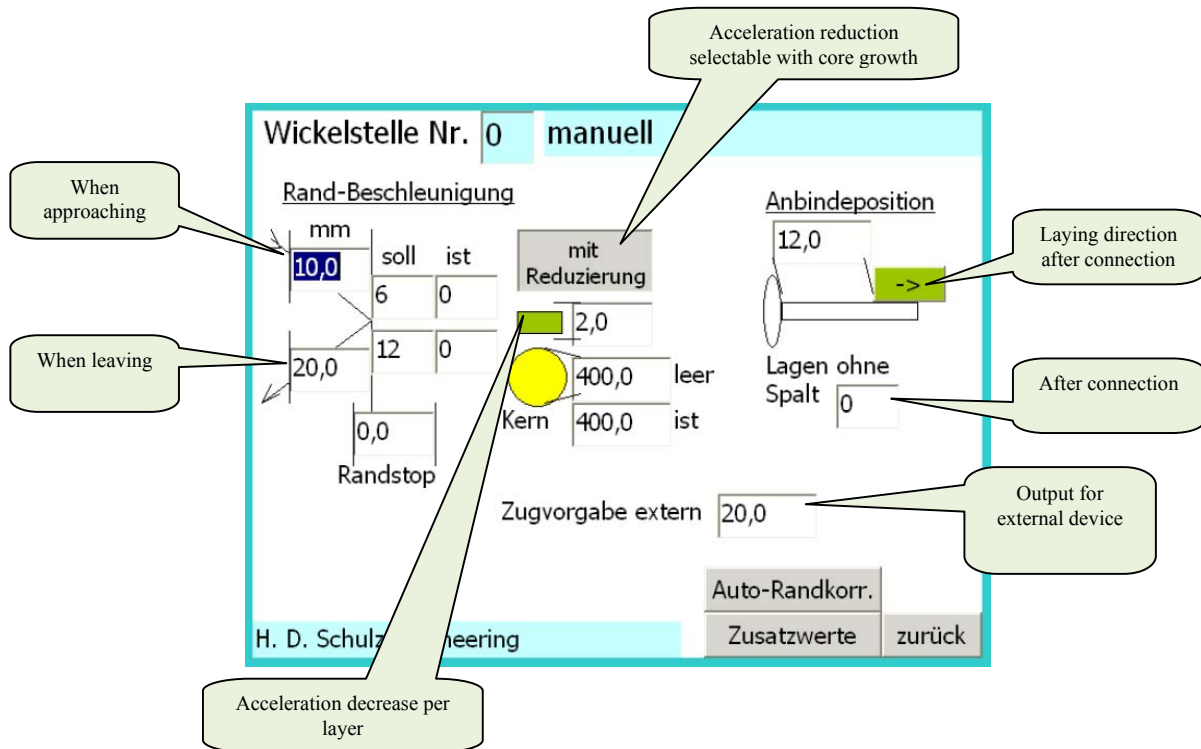 Acceleration reduction
selectable with core growth
Wickelstelle Nr. 0 manuell
When
approaching
Rand-Beschleunigung
mm
10,0
soll ist
6 0
12 0
20,0
When leaving
0,0
Randstop
mit
Reduzierung
2,0
400,0 leer
Kern 400,0 ist
Anbindeposition
12,0
->
Laying direction
after connection
Lagen ohne
Spalt 0
After connection
Zugvorgabe extern 20,0
Output for
external device
Auto-Randkorr.
Zusatzwerte zurück
H. D. Schulz neering
Acceleration decrease per
layer